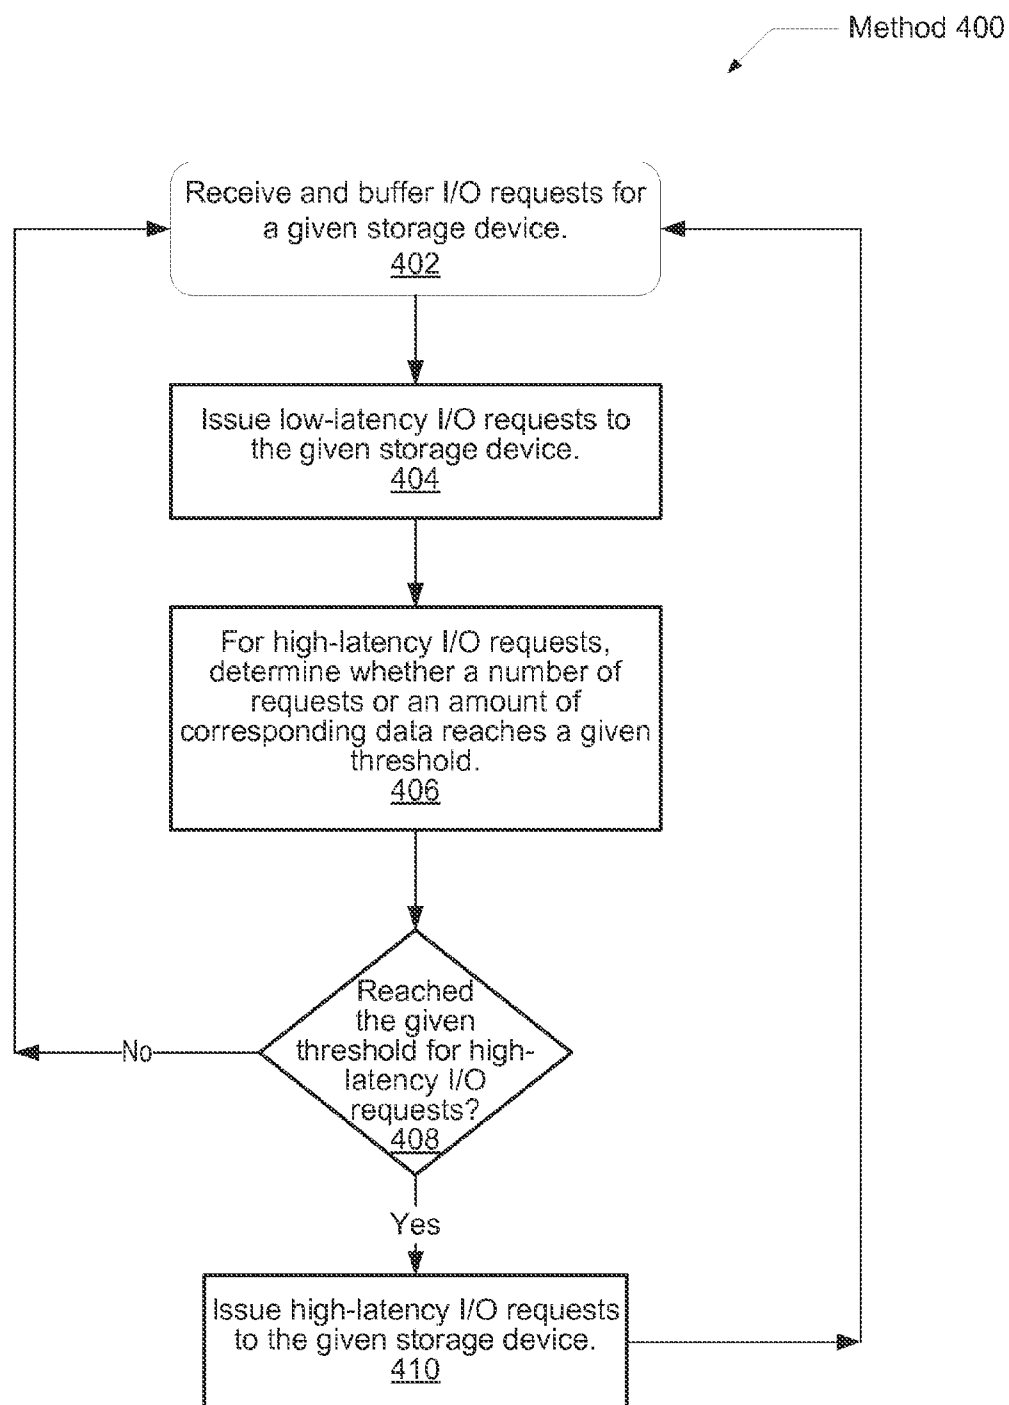 Method 400
Receive and buffer I/O requests for
a given storage device.
402
Issue low-latency I/O requests to
the given storage device.
404
For high-latency I/O requests,
determine whether a number of
requests or an amount of
corresponding data reaches a given
threshold.
406
Reached
the given
threshold for high-
latency I/O
requests?
408
No
Yes
Issue high-latency I/O requests
to the given storage device.
410